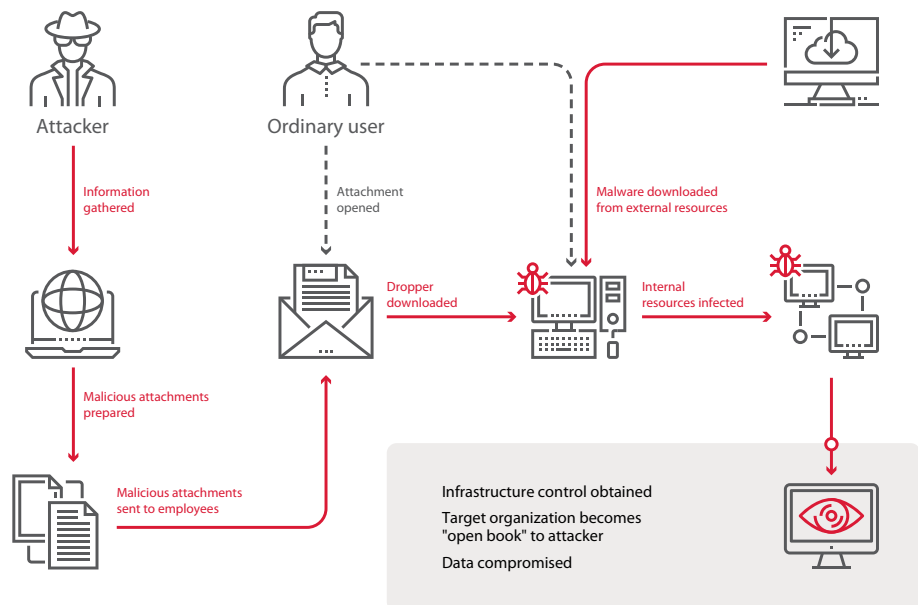 Attacker
Ordinary user
Information
gathered
Attachment
opened
Malware downloaded
from external resources
Dropper
downloaded
Internal
resources infected
Malicious attachments
prepared
Malicious attachments
sent to employees
Infrastructure control obtained
Target organization becomes
"open book" to attacker
Data compromised